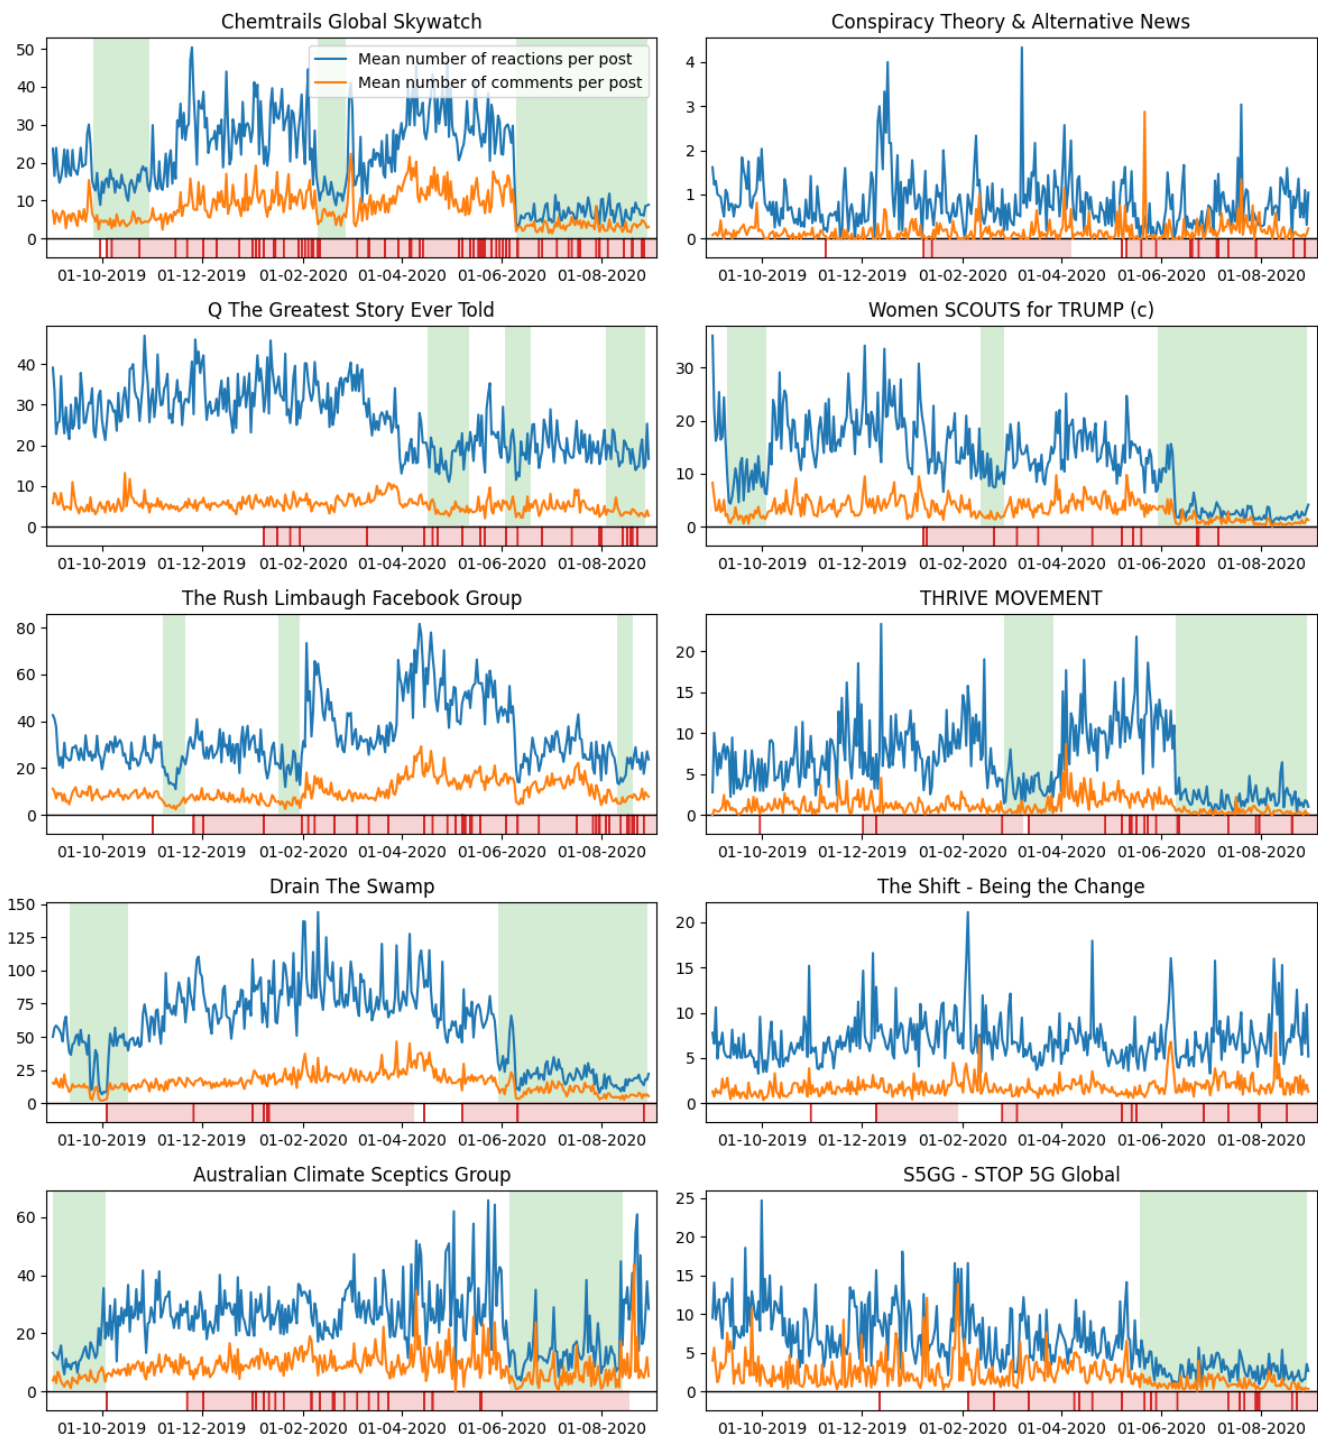 Chemtrails Global Skywatch
Mean number of reactions per post
Mean number of comments per post
50
40
30
20
10
0
01-10-2019 01-12-2019 01-02-2020 01-04-2020 01-06-2020 01-08-2020
Conspiracy Theory & Alternative News
4
3
2
1
0
01-10-2019 01-12-2019 01-02-2020 01-04-2020 01-06-2020 01-08-2020
Q The Greatest Story Ever Told
40
30
20
10
0
01-10-2019 01-12-2019 01-02-2020 01-04-2020 01-06-2020 01-08-2020
Women SCOUTS for TRUMP (c)
30
20
10
0
01-10-2019 01-12-2019 01-02-2020 01-04-2020 01-06-2020 01-08-2020
The Rush Limbaugh Facebook Group
80
60
40
20
0
01-10-2019 01-12-2019 01-02-2020 01-04-2020 01-06-2020 01-08-2020
THRIVE MOVEMENT
20
15
10
5
0
01-10-2019 01-12-2019 01-02-2020 01-04-2020 01-06-2020 01-08-2020
Drain The Swamp
150
125
100
75
50
25
0
01-10-2019 01-12-2019 01-02-2020 01-04-2020 01-06-2020 01-08-2020
The Shift - Being the Change
20
15
10
5
0
01-10-2019 01-12-2019 01-02-2020 01-04-2020 01-06-2020 01-08-2020
Australian Climate Sceptics Group
60
40
20
0
01-10-2019 01-12-2019 01-02-2020 01-04-2020 01-06-2020 01-08-2020
S5GG - STOP 5G Global
25
20
15
10
5
0
01-10-2019 01-12-2019 01-02-2020 01-04-2020 01-06-2020 01-08-2020